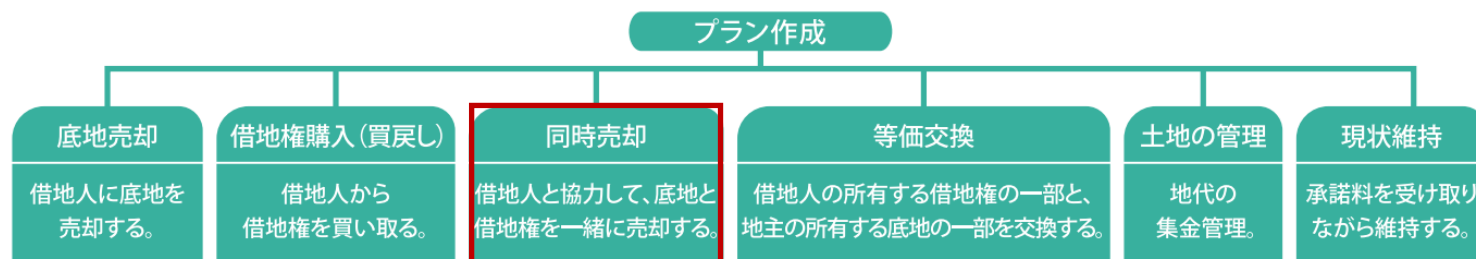 プラン作成
底地売却
借地人に底地を
売却する。
借地権購入（買戻し）
借地人から
借地権を買い取る。
同時売却
借地人と協力して、底地と
借地権を一緒に売却する。
等価交換
借地人の所有する借地権の一部と、
地主の所有する底地の一部を交換する。
土地の管理
地代の
集金管理。
現状維持
承諾料を受け取り
ながら維持する。